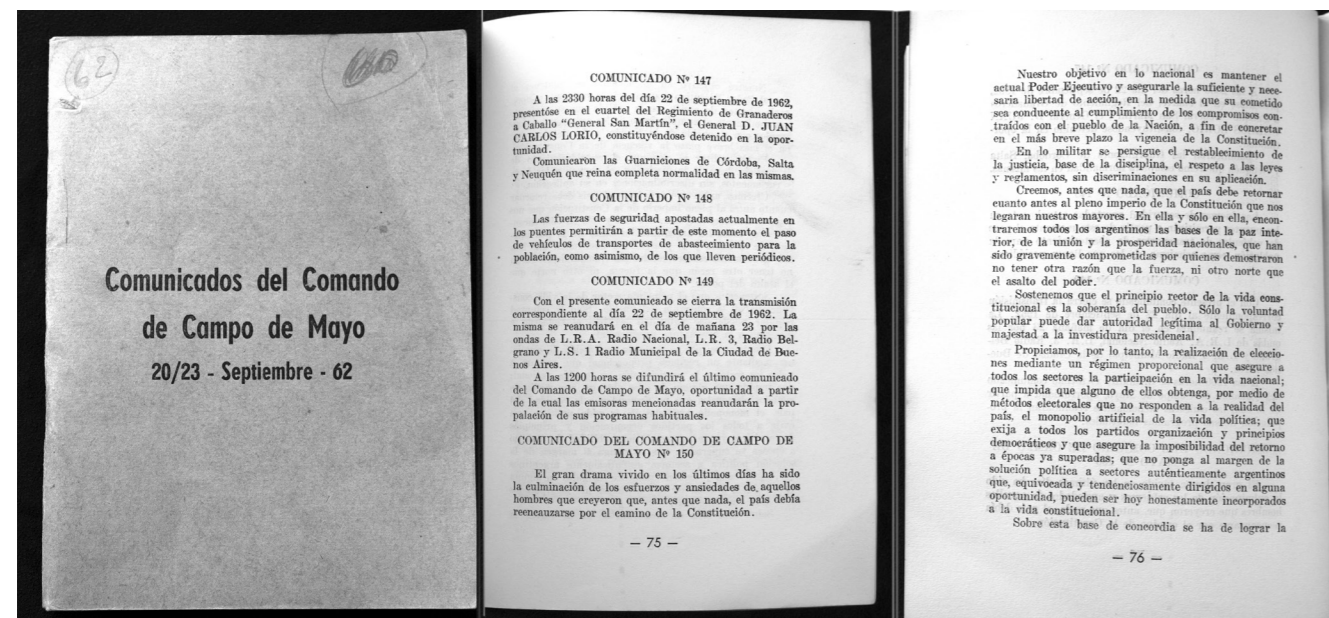 62
Comunicados del Comando
de Campo de Mayo
20/23 - Septiembre - 62
COMUNICADO Nº 147
A las 2330 horas del día 22 de septiembre de 1962,
presentóse en el cuartel del Regimiento de Granaderos
a Caballo “General San Martín”, el General D. JUAN
CARLOS LORIO, constituyéndose detenido en la opor-
tunidad.
Comunicaron las Guarniciones de Córdoba, Salta
y Neuquén que reina completa normalidad en las mismas.
COMUNICADO Nº 148
Las fuerzas de seguridad apostadas actualmente en
los puentes permitirán a partir de este momento el paso
de vehículos de transportes de abastecimiento para la
población, como asimismo, de los que lleven periódicos.
COMUNICADO Nº 149
Con el presente comunicado se cierra la transmisión
correspondiente al día 22 de septiembre de 1962. La
misma se reanudará en el día de mañana 23 por las
ondas de L.R.A. Radio Nacional, L.R. 3, Radio Bel-
grano y L.S. 1 Radio Municipal de la Ciudad de Bue-
nos Aires.
A las 1200 horas se difundirá el último comunicado
del Comando de Campo de Mayo, oportunidad a partir
de la cual las emisoras mencionadas reanudarán la pro-
palación de sus programas habituales.
COMUNICADO DEL COMANDO DE CAMPO DE
MAYO Nº 150
El gran drama vivido en los últimos días ha sido
la culminación de los esfuerzos y ansiedades de aquellos
hombres que creyeron que, antes que nada, el país debía
reencauzarse por el camino de la Constitución.
— 75 —
Nuestro objetivo en lo nacional es mantener el
actual Poder Ejecutivo y asegurarle la suficiente y nece-
saria libertad de acción, en la medida que su cometido
sea conducente al cumplimiento de los compromisos con-
traídos con el pueblo de la Nación, a fin de concretar
en el más breve plazo la vigencia de la Constitución.
En lo militar se persigue el restablecimiento de
la justicia, base de la disciplina, el respeto a las leyes
y reglamentos, sin discriminaciones en su aplicación.
Creemos, antes que nada, que el país debe retornar
cuanto antes al pleno imperio de la Constitución que nos
legaran nuestros mayores. En ella y sólo en ella, encon-
traremos todos los argentinos las bases de la paz inte-
rior, de la unión y la prosperidad nacionales, que han
sido gravemente comprometidas por quienes demostraron
no tener otra razón que la fuerza, ni otro norte que
el asalto del poder.
Sostenemos que el principio rector de la vida cons-
titucional es la soberanía del pueblo. Sólo la voluntad
popular puede dar autoridad legítima al Gobierno y
majestad a la investidura presidencial.
Propiciamos, por lo tanto, la realización de eleccio-
nes mediante un régimen proporcional que asegure a
todos los sectores la participación en la vida nacional;
que impida que alguno de ellos obtenga, por medio de
métodos electorales que no responden a la realidad del
país, el monopolio artificial de la vida política; que
exija a todos los partidos organización y principios
democráticos y que asegure la imposibilidad del retorno
a épocas ya superadas; que no ponga al margen de la
solución política a sectores auténticamente argentinos
que, equivocada y tendenciosamente dirigidos en alguna
oportunidad, pueden ser hoy honestamente incorporados
a la vida constitucional.
Sobre esta base de concordia se ha de lograr la
— 76 —